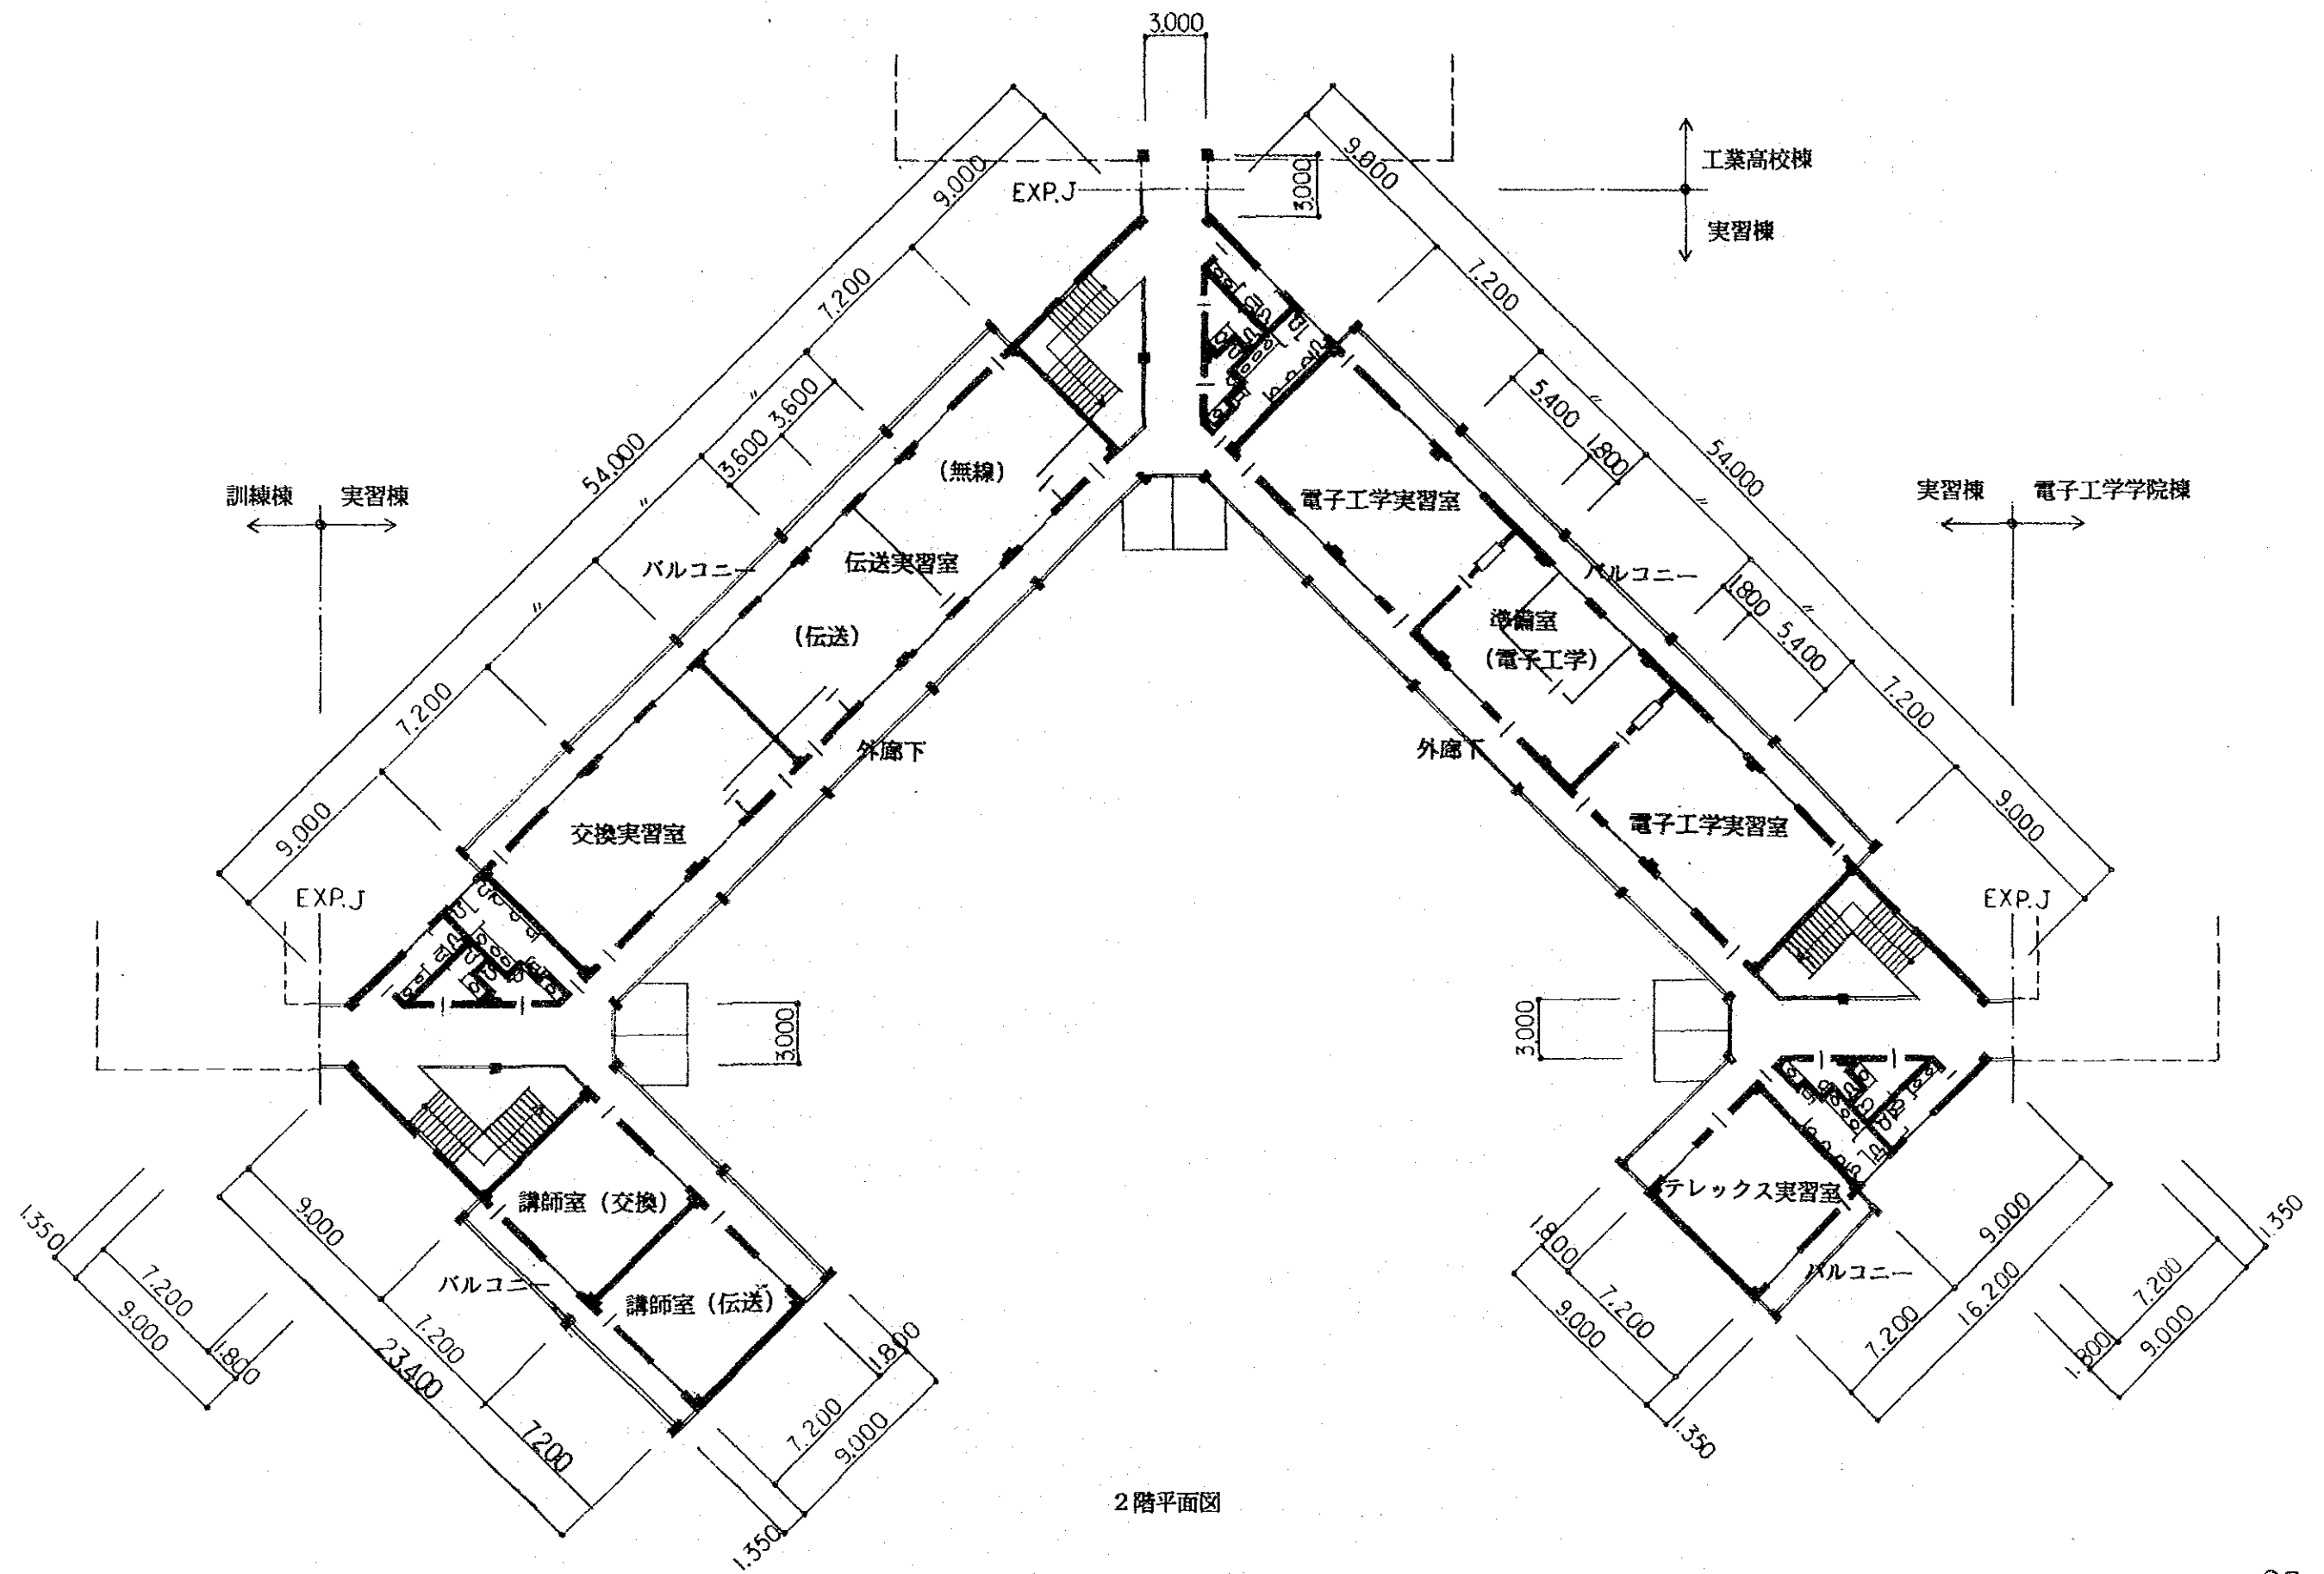 3.000
工業高校棟
EXP.J
3.000
実習棟
9.000
9.000
7.200
7.200
〃
3.600
3.600
5.400
〃
1.800
54.000
54.000
訓練棟
実習棟
実習棟
電子工学学院棟
(無線)
電子工学実習室
〃
〃
バルコニー
伝送実習室
バルコニー
〃
1.800
〃
(伝送)
準備室
(電子工学)
5.400
7.200
7.200
外廊下
外廊下
9.000
9.000
交換実習室
電子工学実習室
EXP.J
EXP.J
3.000
3.000
講師室(交換)
テレックス実習室
1.350
9.000
9.000
1.350
1.800
バルコニー
バルコニー
7.200
7.200
7.200
講師室(伝送)
9.000
7.200
16.200
9.000
9.000
1.800
7.200
1.800
7.200
1.800
9.000
23.400
7.200
7.200
9.000
1.350
1.350
2階平面図